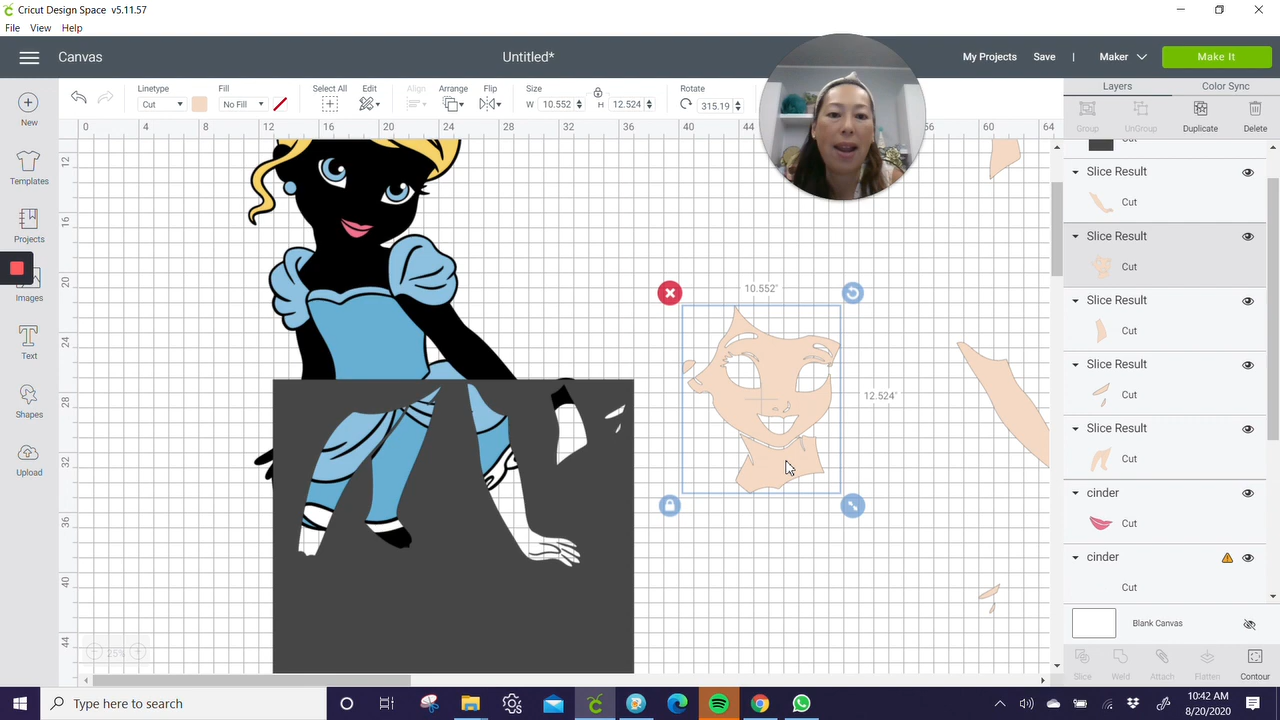 Cricut Design Space v5.11.57
File View Help
Canvas
Untitled*
My Projects Save | Maker Make It
Linetype Fill Select All Edit Align Arrange Flip Size Rotate
Cut No Fill W 10.552 H 12.524 315.19
Layers Color Sync
Group UnGroup Duplicate Delete
0 4 8 12 16 20 24 28 32 36 40 44 56 60 64
12
16
20
24
28
32
36
40
44
New
Templates
Projects
Images
Text
Shapes
Upload
10.552"
12.524"
25%
Cut
Slice Result
Cut
Slice Result
Cut
Slice Result
Cut
Slice Result
Cut
Slice Result
Cut
cinder
Cut
cinder
Cut
Blank Canvas
Slice Weld Attach Flatten Contour
Type here to search
10:42 AM
8/20/2020